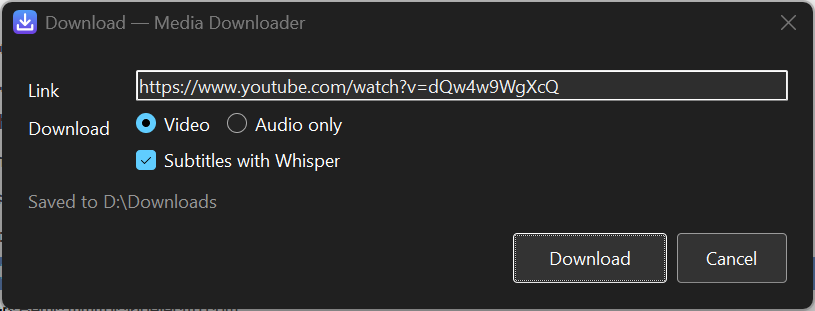 Download — Media Downloader
Link https://www.youtube.com/watch?v=dQw4w9WgXcQ
Download Video Audio only
Subtitles with Whisper
Saved to D:\Downloads
Download Cancel